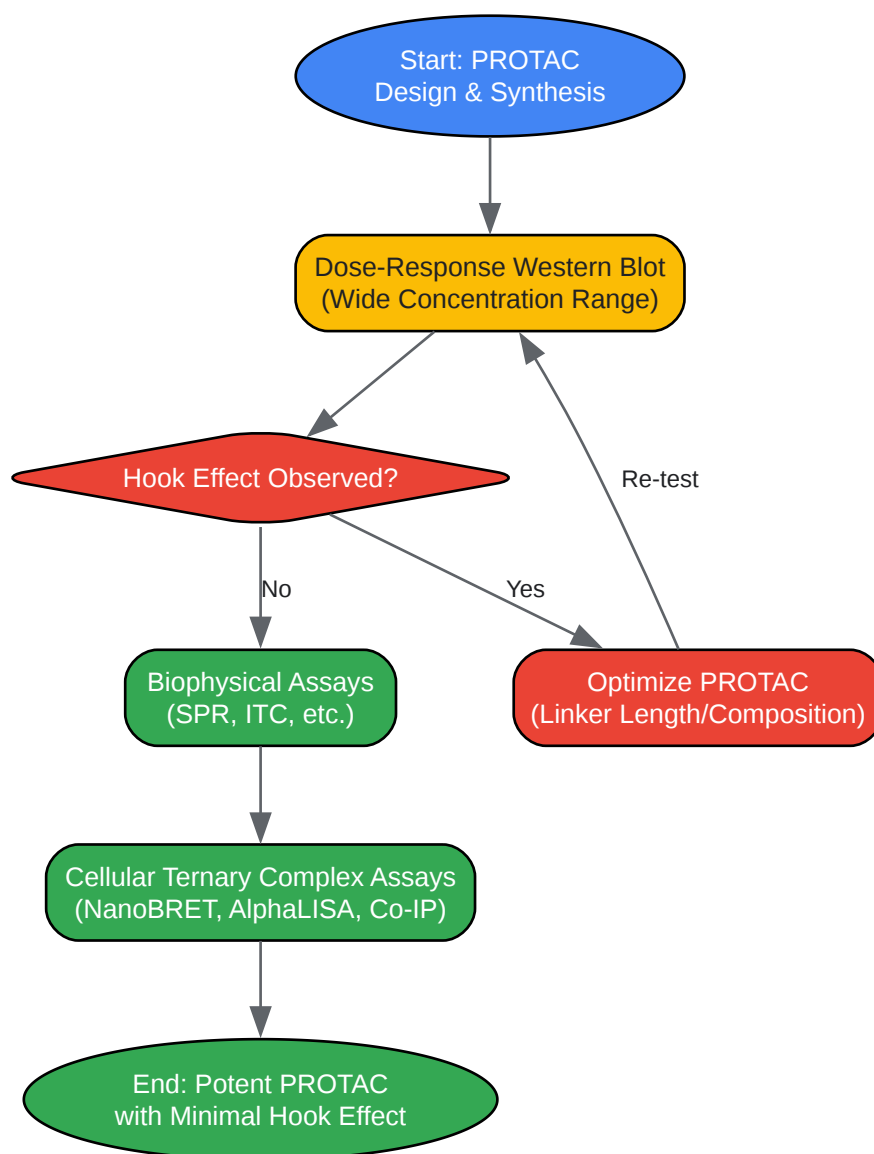 Start: PROTAC
Design & Synthesis
Dose-Response Western Blot
(Wide Concentration Range)
Hook Effect Observed?
Re-test
No
Yes
Biophysical Assays
(SPR, ITC, etc.)
Optimize PROTAC
(Linker Length/Composition)
Cellular Ternary Complex Assays
(NanoBRET, AlphaLISA, Co-IP)
End: Potent PROTAC
with Minimal Hook Effect